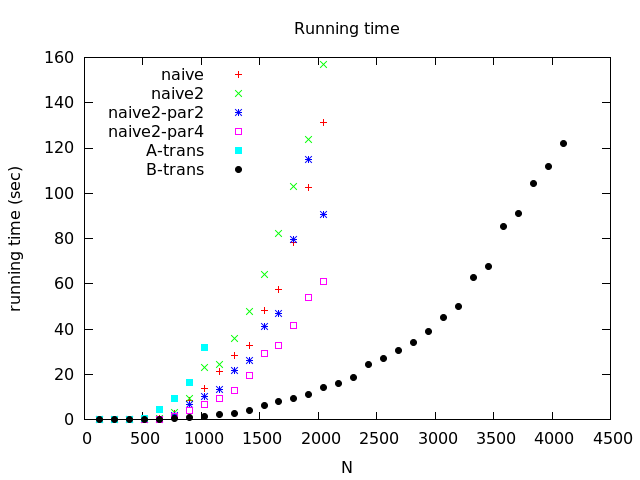 Running time
160
140
120
100
80
60
40
20
0
running time (sec)
naive
naive2
naive2-par2
naive2-par4
A-trans
B-trans
0 500 1000 1500 2000 2500 3000 3500 4000 4500
N